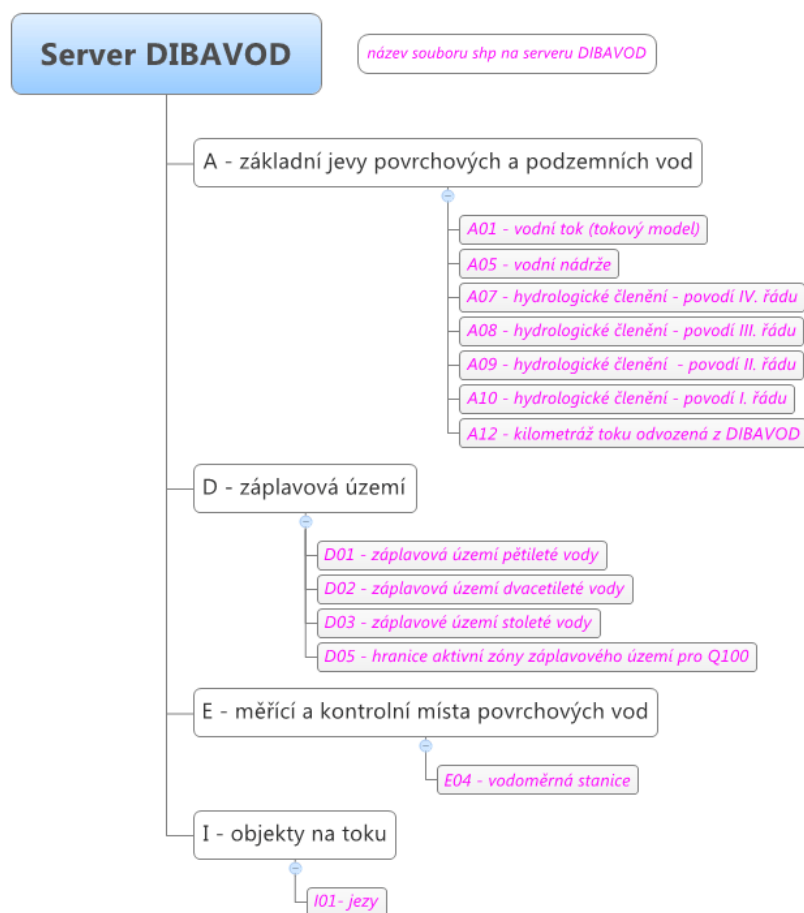 Server DIBAVOD
název souboru shp na serveru DIBAVOD
A - základní jevy povrchových a podzemních vod
A01 - vodní tok (tokový model)
A05 - vodní nádrže
A07 - hydrologické členění - povodí IV. řádu
A08 - hydrologické členění - povodí III. řádu
A09 - hydrologické členění  - povodí II. řádu
A10 - hydrologické členění - povodí I. řádu
A12 - kilometráž toku odvozená z DIBAVOD
D - záplavová území
D01 - záplavová území pětileté vody
D02 - záplavová území dvacetileté vody
D03 - záplavové území stoleté vody
D05 - hranice aktivní zóny záplavového území pro Q100
E - měřící a kontrolní místa povrchových vod
E04 - vodoměrná stanice
I - objekty na toku
I01- jezy